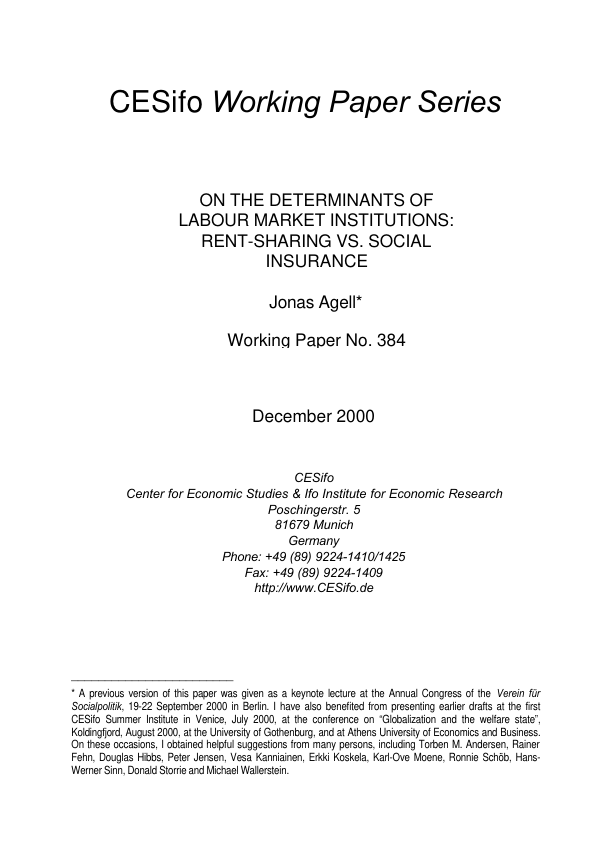 CESifo Working Paper Series
ON THE DETERMINANTS OF
LABOUR MARKET INSTITUTIONS:
RENT-SHARING VS. SOCIAL
INSURANCE
Jonas Agell*
Working Paper No. 384
December 2000
CESifo
Center for Economic Studies & Ifo Institute for Economic Research
Poschingerstr. 5
81679 Munich
Germany
Phone: +49 (89) 9224-1410/1425
Fax: +49 (89) 9224-1409
http://www.CESifo.de
* A previous version of this paper was given as a keynote lecture at the Annual Congress of the Verein für
Socialpolitik, 19-22 September 2000 in Berlin. I have also benefited from presenting earlier drafts at the first
CESifo Summer Institute in Venice, July 2000, at the conference on “Globalization and the welfare state”,
Koldingfjord, August 2000, at the University of Gothenburg, and at Athens University of Economics and Business.
On these occasions, I obtained helpful suggestions from many persons, including Torben M. Andersen, Rainer
Fehn, Douglas Hibbs, Peter Jensen, Vesa Kanniainen, Erkki Koskela, Karl-Ove Moene, Ronnie Schöb, Hans-
Werner Sinn, Donald Storrie and Michael Wallerstein.